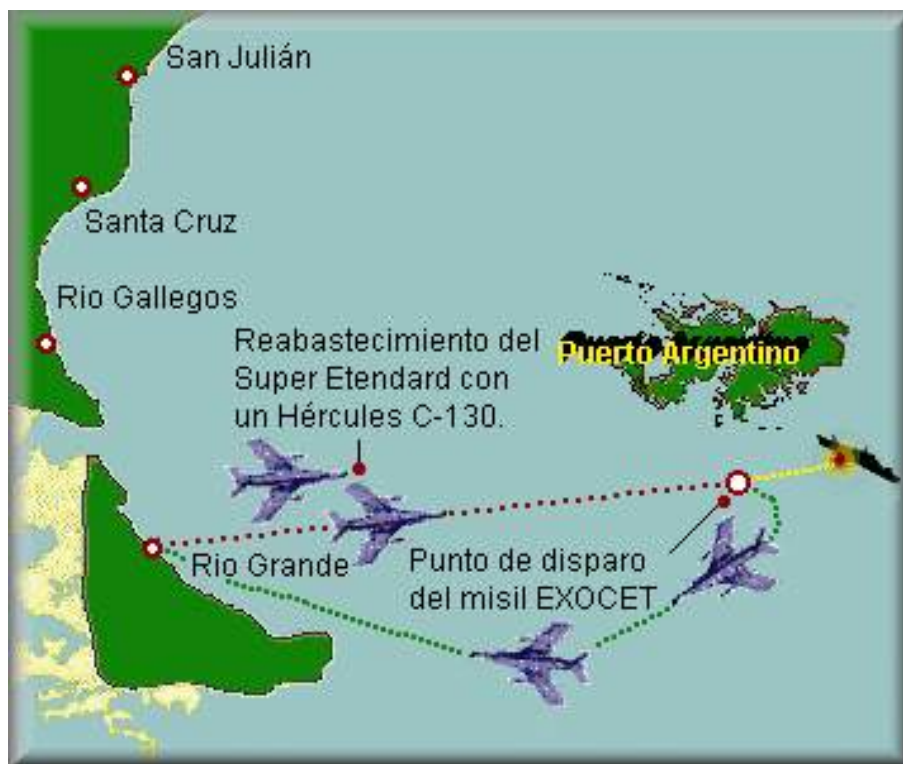 San Julián
Santa Cruz
Rio Gallegos
Reabastecimiento del
Super Etendard con
un Hércules C-130.
Puerto Argentino
Rio Grande
Punto de disparo
del misil EXOCET